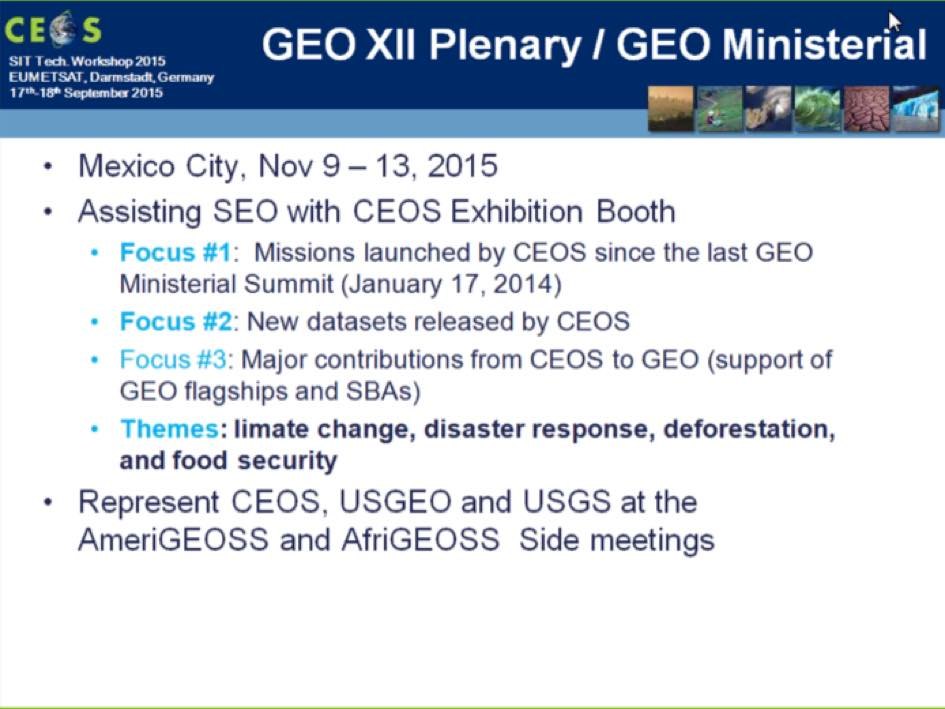 CEOS
SIT Tech. Workshop 2015
EUMETSAT, Darmstadt, Germany
17th-18th September 2015
GEO XII Plenary / GEO Ministerial
• Mexico City, Nov 9 – 13, 2015
• Assisting SEO with CEOS Exhibition Booth
• Focus #1: Missions launched by CEOS since the last GEO
Ministerial Summit (January 17, 2014)
• Focus #2: New datasets released by CEOS
• Focus #3: Major contributions from CEOS to GEO (support of
GEO flagships and SBAs)
• Themes: limate change, disaster response, deforestation,
and food security
• Represent CEOS, USGEO and USGS at the
AmeriGEOSS and AfriGEOSS Side meetings